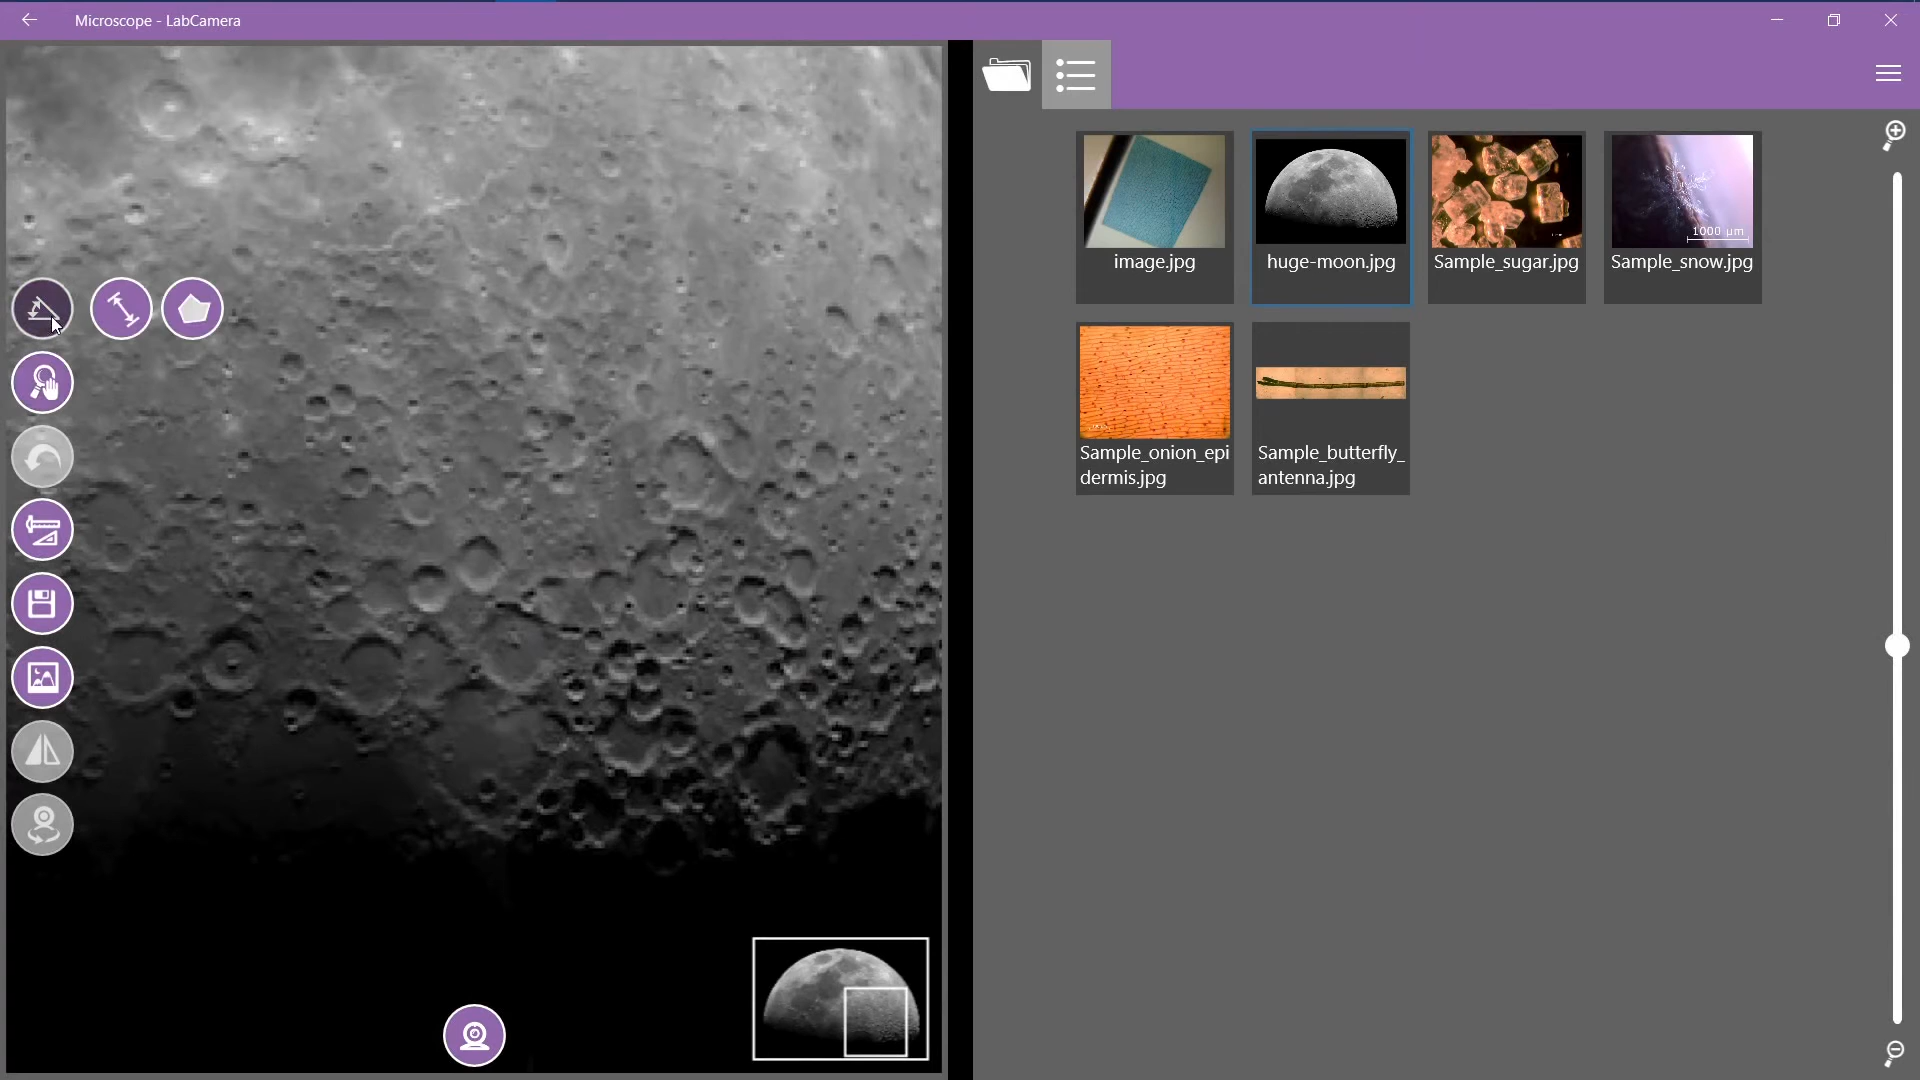 Microscope - LabCamera
image.jpg
huge-moon.jpg
Sample_sugar.jpg
1000 µm
Sample_snow.jpg
Sample_onion_epi
dermis.jpg
Sample_butterfly_
antenna.jpg